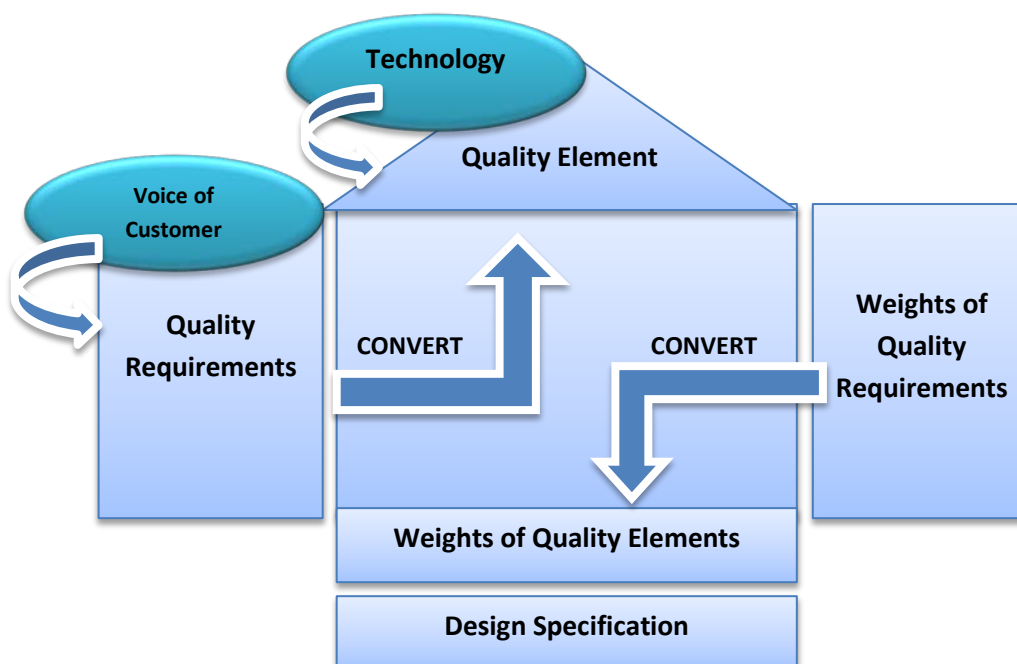 Technology
Quality Element
Voice of
Customer
Quality
Requirements
CONVERT
CONVERT
Weights of
Quality
Requirements
Weights of Quality Elements
Design Specification